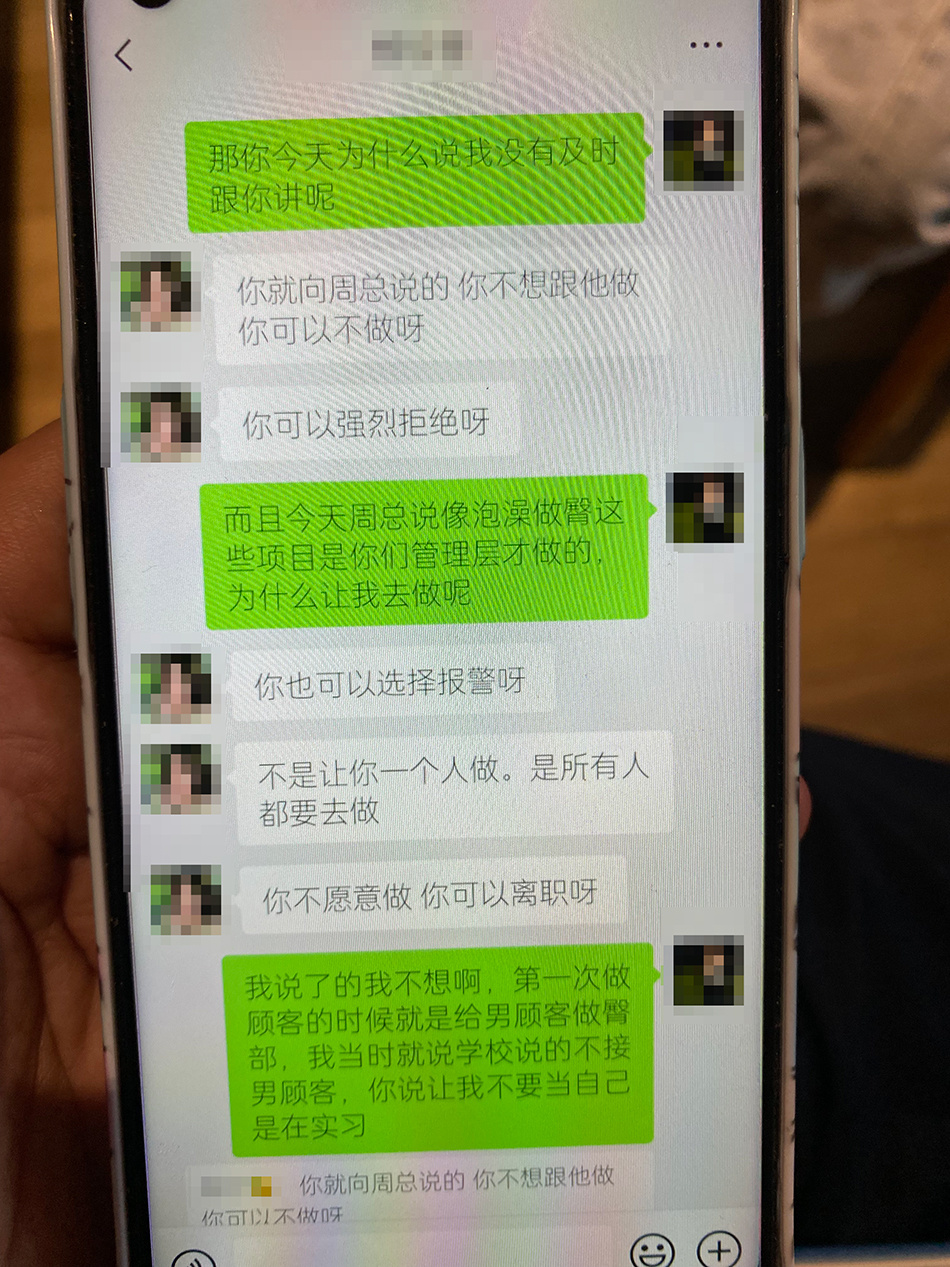 那你今天为什么说我没有及时
跟你讲呢
你就向周总说的 你不想跟他做
你可以不做呀
你可以强烈拒绝呀
而且今天周总说像泡澡做臀这
些项目是你们管理层才做的，
为什么让我去做呢
你也可以选择报警呀
不是让你一个人做。是所有人
都要去做
你不愿意做 你可以离职呀
我说了的我不想啊，第一次做
顾客的时候就是给男顾客做臀
部，我当时就说学校说的不接
男顾客，你说让我不要当自己
是在实习
你就向周总说的 你不想跟他做
你可以不做呀